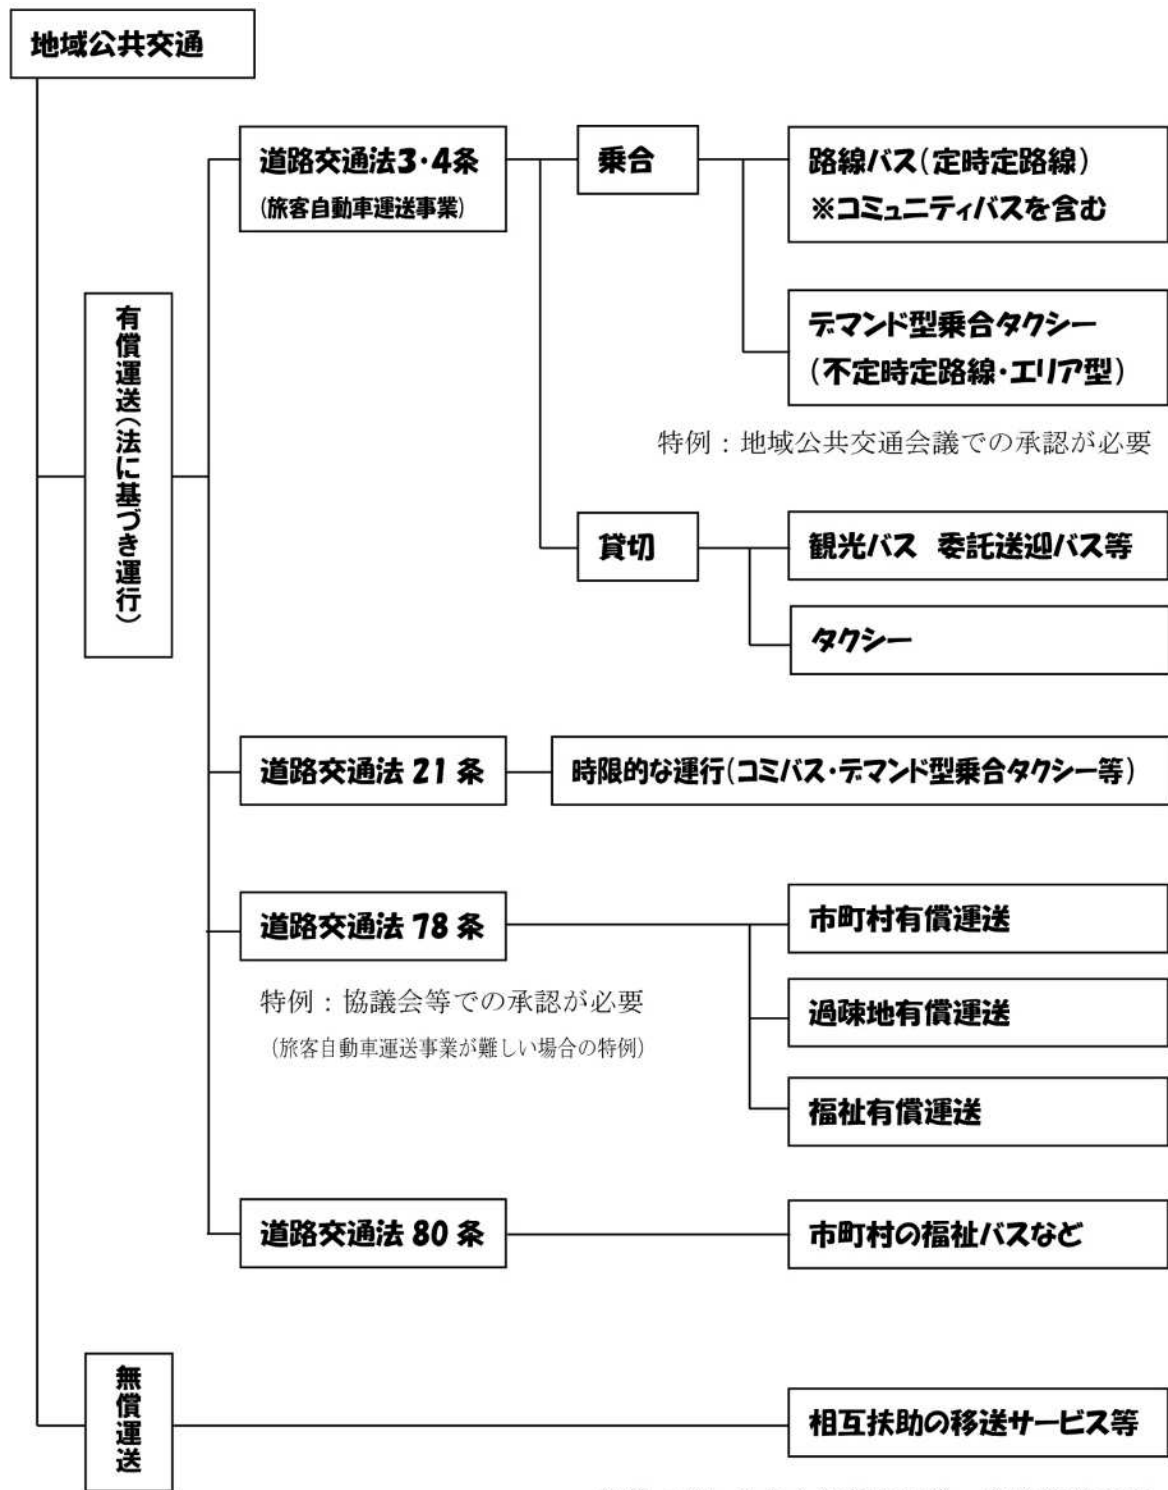 地域公共交通
道路交通法3・4条
(旅客自動車運送事業)
乗合
路線バス(定時定路線)
※コミュニティバスを含む
デマンド型乗合タクシー
(不定時定路線・エリア型)
特例：地域公共交通会議での承認が必要
有償運送(法に基づき運行)
貸切
観光バス 委託送迎バス等
タクシー
道路交通法 21 条
時限的な運行(コミバス・デマンド型乗合タクシー等)
道路交通法 78 条
特例：協議会等での承認が必要
(旅客自動車運送事業が難しい場合の特例)
市町村有償運送
過疎地有償運送
福祉有償運送
道路交通法 80 条
市町村の福祉バスなど
無償運送
相互扶助の移送サービス等